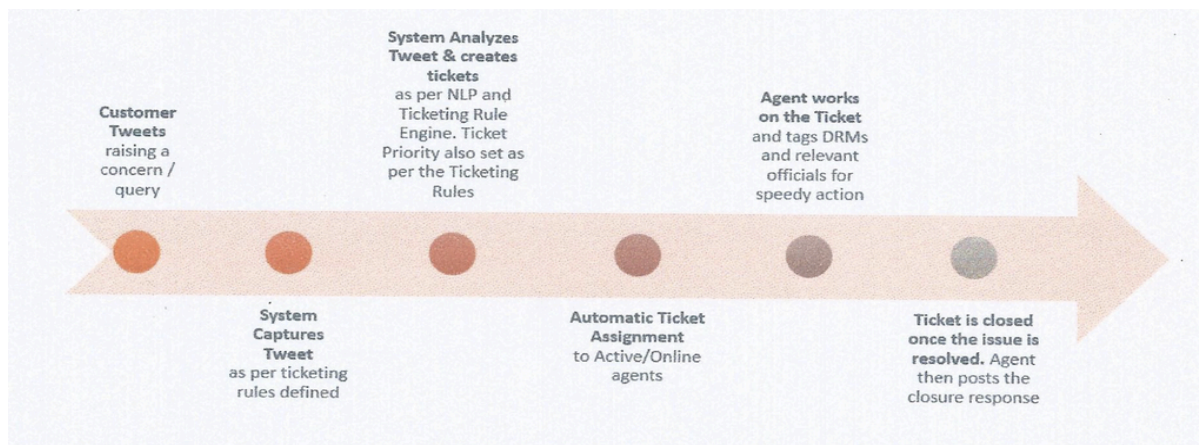 Customer
Tweets
raising a
concern /
query
System
Captures
Tweet
as per ticketing
rules defined
System Analyzes
Tweet & creates
tickets
as per NLP and
Ticketing Rule
Engine. Ticket
Priority also set as
per the Ticketing
Rules
Automatic Ticket
Assignment
to Active/Online
agents
Agent works
on the Ticket
and tags DRMs
and relevant
officials for
speedy action
Ticket is closed
once the issue is
resolved. Agent
then posts the
closure response